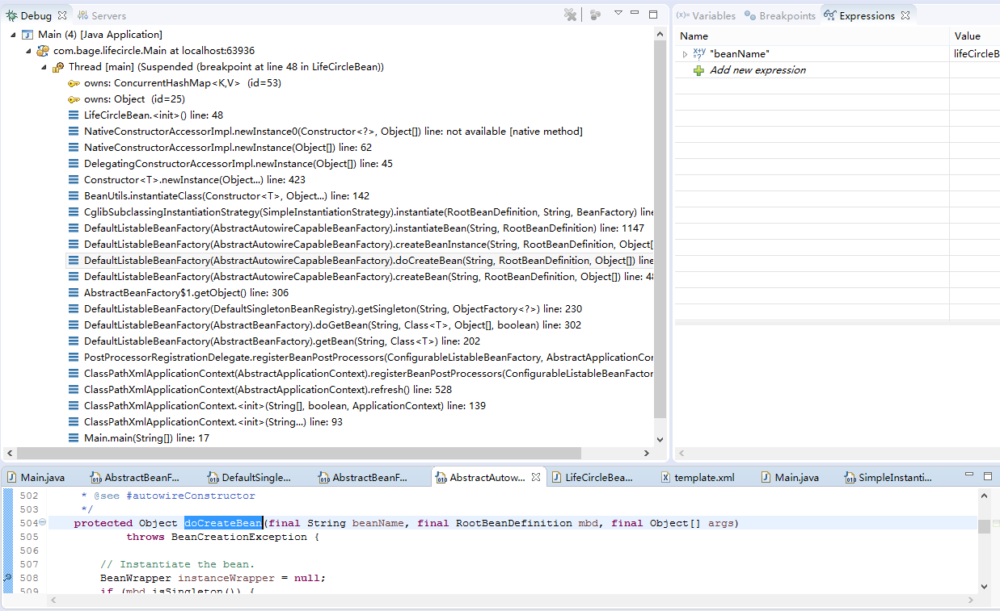 Debug
Servers
Main (4) [Java Application]
com.bage.lifecircle.Main at localhost:63936
Thread [main] (Suspended (breakpoint at line 48 in LifeCircleBean))
owns: ConcurrentHashMap<K,V> (id=53)
owns: Object (id=25)
LifeCircleBean.<init>() line: 48
NativeConstructorAccessorImpl.newInstance0(Constructor<?>, Object[]) line: not available [native method]
NativeConstructorAccessorImpl.newInstance(Object[]) line: 62
DelegatingConstructorAccessorImpl.newInstance(Object[]) line: 45
Constructor<T>.newInstance(Object...) line: 423
BeanUtils.instantiateClass(Constructor<T>, Object...) line: 142
CglibSubclassingInstantiationStrategy(SimpleInstantiationStrategy).instantiate(RootBeanDefinition, String, BeanFactory) line
DefaultListableBeanFactory(AbstractAutowireCapableBeanFactory).instantiateBean(String, RootBeanDefinition) line: 1147
DefaultListableBeanFactory(AbstractAutowireCapableBeanFactory).createBeanInstance(String, RootBeanDefinition, Object[
DefaultListableBeanFactory(AbstractAutowireCapableBeanFactory).doCreateBean(String, RootBeanDefinition, Object[]) line
DefaultListableBeanFactory(AbstractAutowireCapableBeanFactory).createBean(String, RootBeanDefinition, Object[]) line: 48
AbstractBeanFactory$1.getObject() line: 306
DefaultListableBeanFactory(DefaultSingletonBeanRegistry).getSingleton(String, ObjectFactory<?>) line: 230
DefaultListableBeanFactory(AbstractBeanFactory).doGetBean(String, Class<T>, Object[], boolean) line: 302
DefaultListableBeanFactory(AbstractBeanFactory).getBean(String, Class<T>) line: 202
PostProcessorRegistrationDelegate.registerBeanPostProcessors(ConfigurableListableBeanFactory, AbstractApplicationCor
ClassPathXmlApplicationContext(AbstractApplicationContext).registerBeanPostProcessors(ConfigurableListableBeanFactor
ClassPathXmlApplicationContext(AbstractApplicationContext).refresh() line: 528
ClassPathXmlApplicationContext.<init>(String[], boolean, ApplicationContext) line: 139
ClassPathXmlApplicationContext.<init>(String...) line: 93
Main.main(String[]) line: 17
(x)= Variables
Breakpoints
Expressions
Name Value
"beanName" lifeCircleB
Add new expression
Main.java
AbstractBeanF...
DefaultSingle...
AbstractBeanF...
AbstractAutow...
LifeCircleBea...
template.xml
Main.java
SimpleInstanti...
502 * @see #autowireConstructor
503 */
504 protected Object doCreateBean(final String beanName, final RootBeanDefinition mbd, final Object[] args)
505 throws BeanCreationException {
506
507 // Instantiate the bean.
508 BeanWrapper instanceWrapper = null;
509 if (mbd.isSingleton()) {